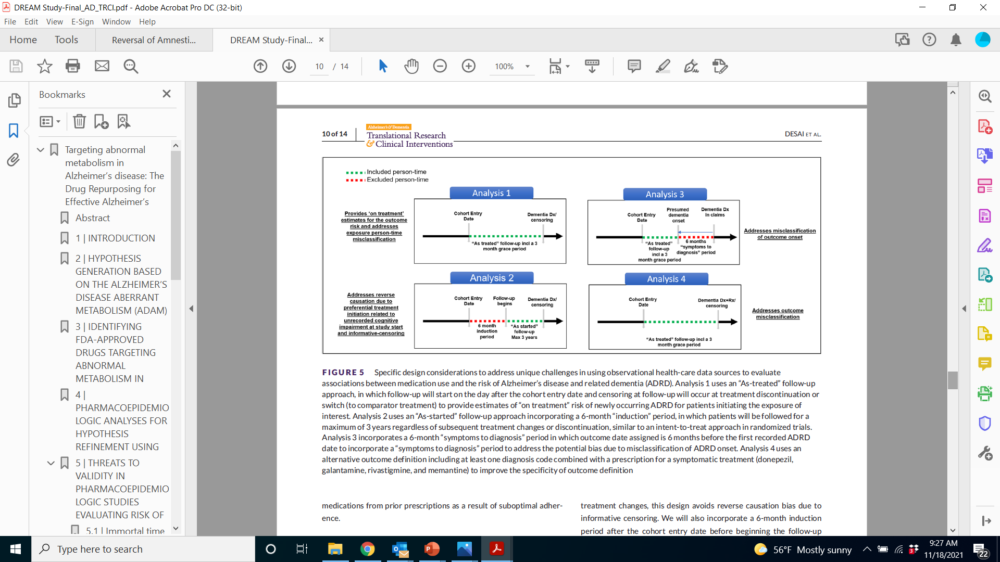 DREAM Study-Final_AD_TRCI.pdf - Adobe Acrobat Pro DC (32-bit)
File Edit View E-Sign Window Help
Home Tools Reversal of Amnesti... DREAM Study-Final... ×
10 / 14 100%
Bookmarks
Targeting abnormal
metabolism in
Alzheimer's disease: The
Drug Repurposing for
Effective Alzheimer's
Abstract
1 | INTRODUCTION
2 | HYPOTHESIS
GENERATION BASED
ON THE ALZHEIMER'S
DISEASE ABERRANT
METABOLISM (ADAM)
3 | IDENTIFYING
FDA-APPROVED
DRUGS TARGETING
ABNORMAL
METABOLISM IN
4 |
PHARMACOEPIDEMIO
LOGIC ANALYSES FOR
HYPOTHESIS
REFINEMENT USING
5 | THREATS TO
VALIDITY IN
PHARMACOEPIDEMIO
LOGIC STUDIES
EVALUATING RISK OF
5.1 | Immortal time
10 of 14
Alzheimer's & Dementia
Translational Research
& Clinical Interventions
DESAI ET AL.
Included person-time
Excluded person-time
Analysis 1
Provides 'on treatment'
estimates for the outcome
risk and addresses
exposure person-time
misclassification
Cohort Entry
Date
Dementia Dx/
censoring
"As treated" follow-up incl a 3
month grace period
Analysis 3
Cohort Entry
Date
Presumed
dementia
onset
Dementia Dx
In claims
"As treated"
follow-up
incl a 3
month grace period
6 months
"symptoms to
diagnosis" period
Addresses misclassification
of outcome onset
Analysis 2
Addresses reverse
causation due to
preferential treatment
initiation related to
unrecorded cognitive
impairment at study start
and informative-censoring
Cohort Entry
Date
Follow-up
begins
Dementia Dx/
censoring
6 month
induction
period
"As started"
follow-up
Max 3 years
Analysis 4
Cohort Entry
Date
Dementia Dx+Rx/
censoring
"As treated" follow-up incl a 3
month grace period
Addresses outcome
misclassification
FIGURE 5 Specific design considerations to address unique challenges in using observational health-care data sources to evaluate
associations between medication use and the risk of Alzheimer's disease and related dementia (ADRD). Analysis 1 uses an "As-treated" follow-up
approach, in which follow-up will start on the day after the cohort entry date and censoring at follow-up will occur at treatment discontinuation or
switch (to comparator treatment) to provide estimates of "on treatment" risk of newly occurring ADRD for patients initiating the exposure of
interest. Analysis 2 uses an "As-started" follow-up approach incorporating a 6-month "induction" period, in which patients will be followed for a
maximum of 3 years regardless of subsequent treatment changes or discontinuation, similar to an intent-to-treat approach in randomized trials.
Analysis 3 incorporates a 6-month "symptoms to diagnosis" period in which outcome date assigned is 6 months before the first recorded ADRD
date to incorporate a "symptoms to diagnosis" period to address the potential bias due to misclassification of ADRD onset. Analysis 4 uses an
alternative outcome definition including at least one diagnosis code combined with a prescription for a symptomatic treatment (donepezil,
galantamine, rivastigmine, and memantine) to improve the specificity of outcome definition
medications from prior prescriptions as a result of suboptimal adher-
ence.
treatment changes, this design avoids reverse causation bias due to
informative censoring. We will also incorporate a 6-month induction
period after the cohort entry date before beginning the follow-up
Type here to search
56°F Mostly sunny
3
9:27 AM
11/18/2021
22